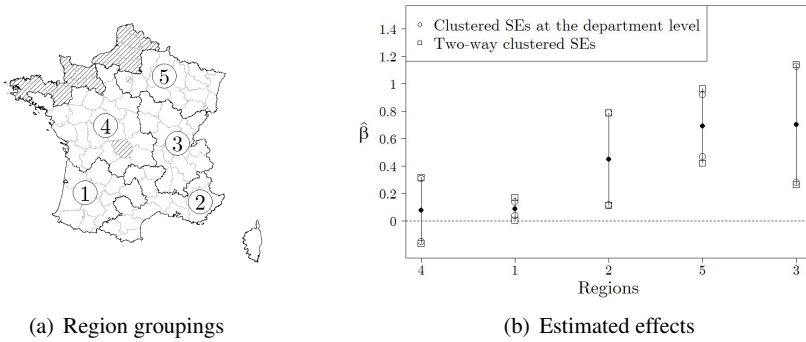 5
4
3
1
2
(a) Region groupings
○ Clustered SEs at the department level
□ Two-way clustered SEs
1.4
1.2
1
0.8
0.6
0.4
0.2
0
β̂
4 1 2 5 3
Regions
(b) Estimated effects